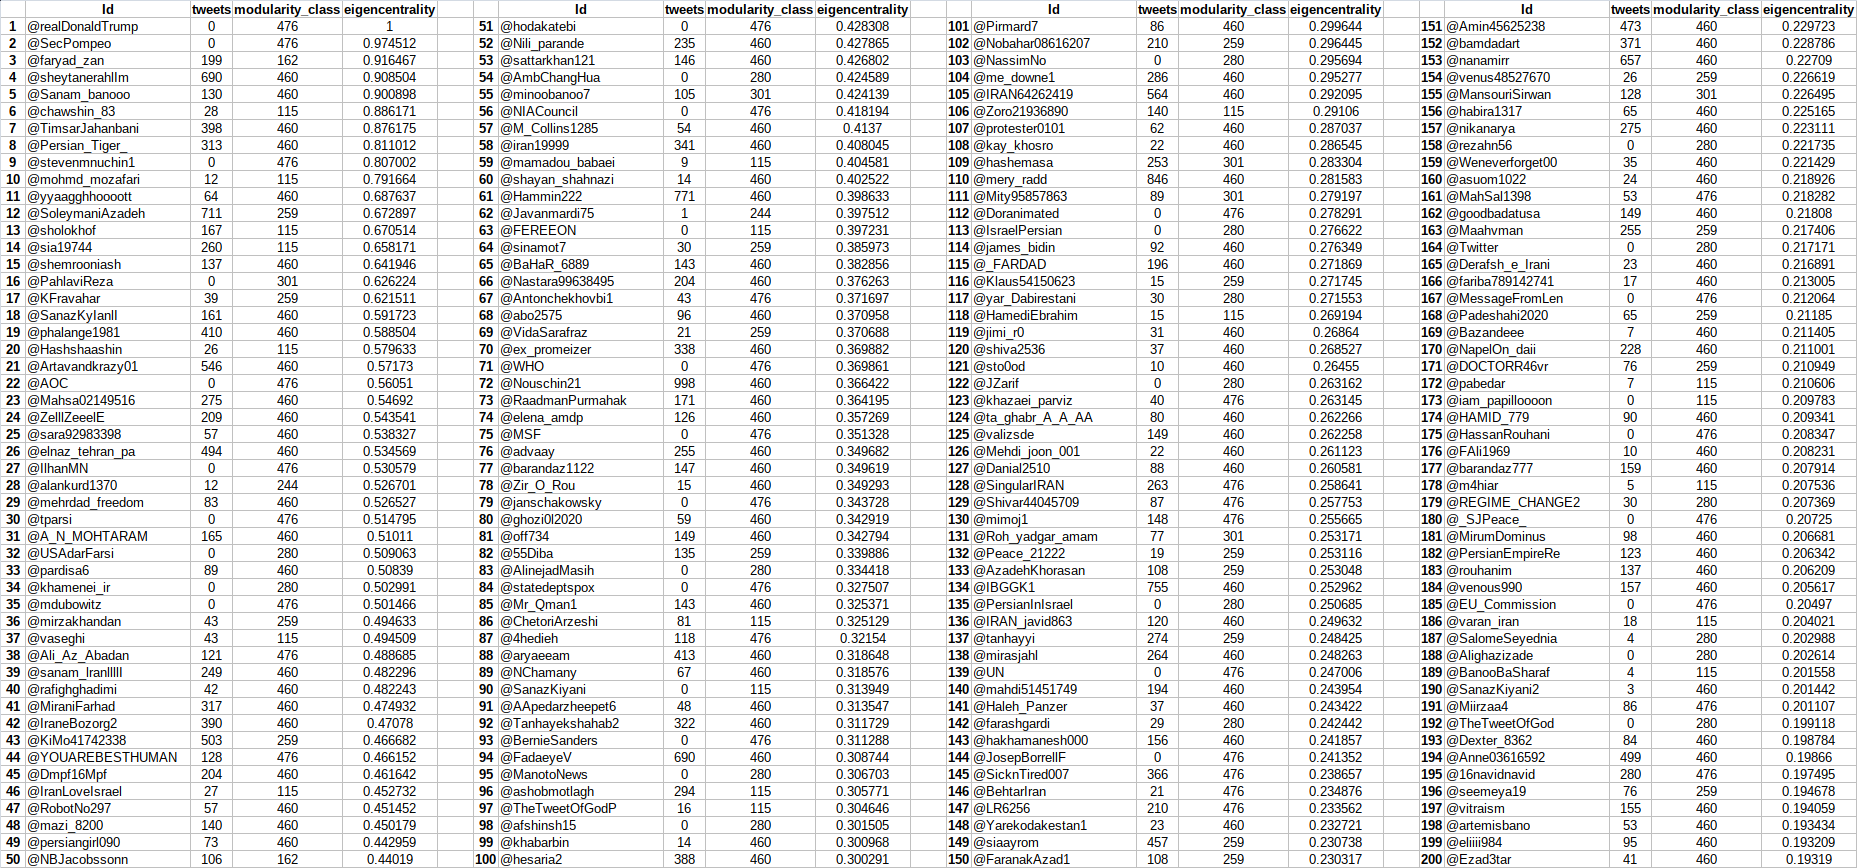 Id tweets modularity_class eigencentrality Id tweets modularity_class eigencentrality Id tweets modularity_class eigencentrality Id tweets modularity_class eigencentrality
1 @realDonaldTrump 0 476 1 51 @hodakatebi 0 476 0.428308 101 @Pirmard7 86 460 0.299644 151 @Amin45625238 473 460 0.229723
2 @SecPompeo 0 476 0.974512 52 @Nili_parande 235 460 0.427865 102 @Nobahar08616207 210 259 0.296445 152 @bamdadart 371 460 0.228786
3 @faryad_zan 199 162 0.916467 53 @sattarkhan121 146 460 0.426802 103 @NassimNo 0 280 0.295694 153 @nanamirr 657 460 0.22709
4 @sheytanerahIIm 690 460 0.908504 54 @AmbChangHua 0 280 0.424589 104 @me_downe1 286 460 0.295277 154 @venus48527670 26 259 0.226619
5 @Sanam_banooo 130 460 0.900898 55 @minoobanoo7 105 301 0.424139 105 @IRAN64262419 564 460 0.292095 155 @MansouriSirwan 128 301 0.226495
6 @chawshin_83 28 115 0.886171 56 @NIACouncil 0 476 0.418194 106 @Zoro21936890 140 115 0.29106 156 @habira1317 65 460 0.225165
7 @TimsarJahanbani 398 460 0.876175 57 @M_Collins1285 54 460 0.4137 107 @protester0101 62 460 0.287037 157 @nikanarya 275 460 0.223111
8 @Persian_Tiger_ 313 460 0.811012 58 @iran19999 341 460 0.408045 108 @kay_khosro 22 460 0.286545 158 @rezahn56 0 280 0.221735
9 @stevenmnuchin1 0 476 0.807002 59 @mamadou_babaei 9 115 0.404581 109 @hashemasa 253 301 0.283304 159 @Weneverforget00 35 460 0.221429
10 @mohmd_mozafari 12 115 0.791664 60 @shayan_shahnazi 14 460 0.402522 110 @mery_radd 846 460 0.281583 160 @asuom1022 24 460 0.218926
11 @yyaagghhoooott 64 460 0.687637 61 @Hammin222 771 460 0.398633 111 @Mity95857863 89 301 0.279197 161 @MahSal1398 53 476 0.218282
12 @SoleymaniAzadeh 711 259 0.672897 62 @Javanmardi75 1 244 0.397512 112 @Doranimated 0 476 0.278291 162 @goodbadatusa 149 460 0.21808
13 @sholokhof 167 115 0.670514 63 @FEREEON 0 115 0.397231 113 @IsraelPersian 0 280 0.276622 163 @Maahvman 255 259 0.217406
14 @sia19744 260 115 0.658171 64 @sinamot7 30 259 0.385973 114 @james_bidin 92 460 0.276349 164 @Twitter 0 280 0.217171
15 @shemrooniash 137 460 0.641946 65 @BaHaR_6889 143 460 0.382856 115 @_FARDAD 196 460 0.271869 165 @Derafsh_e_Irani 23 460 0.216891
16 @PahlaviReza 0 301 0.626224 66 @Nastara99638495 204 460 0.376263 116 @Klaus54150623 15 259 0.271745 166 @fariba789142741 17 460 0.213005
17 @KFravahar 39 259 0.621511 67 @Antonchekhovbi1 43 476 0.371697 117 @yar_Dabirestani 30 280 0.271553 167 @MessageFromLen 0 476 0.212064
18 @SanazKyIanII 161 460 0.591723 68 @abo2575 96 460 0.370958 118 @HamediEbrahim 15 115 0.269194 168 @Padeshahi2020 65 259 0.21185
19 @phalange1981 410 460 0.588504 69 @VidaSarafraz 21 259 0.370688 119 @jimi_r0 31 460 0.26864 169 @Bazandeee 7 460 0.211405
20 @Hashshaashin 26 115 0.579633 70 @ex_promeizer 338 460 0.369882 120 @shiva2536 37 460 0.268527 170 @NapelOn_daii 228 460 0.211001
21 @Artavandkrazy01 546 460 0.57173 71 @WHO 0 476 0.369861 121 @sto0od 10 460 0.26455 171 @DOCTORR46vr 76 259 0.210949
22 @AOC 0 476 0.56051 72 @Nouschin21 998 460 0.366422 122 @JZarif 0 280 0.263162 172 @pabedar 7 115 0.210606
23 @Mahsa02149516 275 460 0.54692 73 @RaadmanPurmahak 171 460 0.364195 123 @khazaei_parviz 40 476 0.263145 173 @iam_papilloooon 0 115 0.209783
24 @ZelllZeeelE 209 460 0.543541 74 @elena_amdp 126 460 0.357269 124 @ta_ghabr_A_A_AA 80 460 0.262266 174 @HAMID_779 90 460 0.209341
25 @sara92983398 57 460 0.538327 75 @MSF 0 476 0.351328 125 @valizsde 149 460 0.262258 175 @HassanRouhani 0 476 0.208347
26 @elnaz_tehran_pa 494 460 0.534569 76 @advaay 255 460 0.349682 126 @Mehdi_joon_001 22 460 0.261123 176 @FAli1969 10 460 0.208231
27 @IlhanMN 0 476 0.530579 77 @barandaz1122 147 460 0.349619 127 @Danial2510 88 460 0.260581 177 @barandaz777 159 460 0.207914
28 @alankurd1370 12 244 0.526701 78 @Zir_O_Rou 15 460 0.349293 128 @SingularIRAN 263 476 0.258641 178 @m4hiar 5 115 0.207536
29 @mehrdad_freedom 83 460 0.526527 79 @janschakowsky 0 476 0.343728 129 @Shivar44045709 87 476 0.257753 179 @REGIME_CHANGE2 30 280 0.207369
30 @tparsi 0 476 0.514795 80 @ghozi0l2020 59 460 0.342919 130 @mimoj1 148 476 0.255665 180 @_SJPeace_ 0 476 0.20725
31 @A_N_MOHTARAM 165 460 0.51011 81 @off734 149 460 0.342794 131 @Roh_yadgar_amam 77 301 0.253171 181 @MirumDominus 98 460 0.206681
32 @USAdarFarsi 0 280 0.509063 82 @55Diba 135 259 0.339886 132 @Peace_21222 19 259 0.253116 182 @PersianEmpireRe 123 460 0.206342
33 @pardisa6 89 460 0.50839 83 @AlinejadMasih 0 280 0.334418 133 @AzadehKhorasan 108 259 0.253048 183 @rouhanim 137 460 0.206209
34 @khamenei_ir 0 280 0.502991 84 @statedeptspox 0 476 0.327507 134 @IBGGK1 755 460 0.252962 184 @venous990 157 460 0.205617
35 @mdubowitz 0 476 0.501466 85 @Mr_Qman1 143 460 0.325371 135 @PersianInIsrael 0 280 0.250685 185 @EU_Commission 0 476 0.20497
36 @mirzakhandan 43 259 0.494633 86 @ChetoriArzeshi 81 115 0.325129 136 @IRAN_javid863 120 460 0.249632 186 @varan_iran 18 115 0.204021
37 @vaseghi 43 115 0.494509 87 @4hedieh 118 476 0.32154 137 @tanhayyi 274 259 0.248425 187 @SalomeSeyednia 4 280 0.202988
38 @Ali_Az_Abadan 121 476 0.488685 88 @aryaeeam 413 460 0.318648 138 @mirasjahl 264 460 0.248263 188 @Alighazizade 0 280 0.202614
39 @sanam_IranIIIII 249 460 0.482296 89 @NChamany 67 460 0.318576 139 @UN 0 476 0.247006 189 @BanooBaSharaf 4 115 0.201558
40 @rafighghadimi 42 460 0.482243 90 @SanazKiyani 0 115 0.313949 140 @mahdi51451749 194 460 0.243954 190 @SanazKiyani2 3 460 0.201442
41 @MiraniFarhad 317 460 0.474932 91 @AApedarzheepet6 48 460 0.313547 141 @Haleh_Panzer 37 460 0.243422 191 @Miirzaa4 86 476 0.201107
42 @IraneBozorg2 390 460 0.47078 92 @Tanhayekshahab2 322 460 0.311729 142 @farashgardi 29 280 0.242442 192 @TheTweetOfGod 0 280 0.199118
43 @KiMo41742338 503 259 0.466682 93 @BernieSanders 0 476 0.311288 143 @hakhamanesh000 156 460 0.241857 193 @Dexter_8362 84 460 0.198784
44 @YOUAREBESTHUMAN 128 476 0.466152 94 @FadaeyeV 690 460 0.308744 144 @JosepBorrellF 0 476 0.241352 194 @Anne03616592 499 460 0.19866
45 @Dmpf16Mpf 204 460 0.461642 95 @ManotoNews 0 280 0.306703 145 @SicknTired007 366 476 0.238657 195 @16navidnavid 280 476 0.197495
46 @IranLoveIsrael 27 115 0.452732 96 @ashobmotlagh 294 115 0.305771 146 @BehtarIran 21 476 0.234876 196 @seemeya19 76 259 0.194678
47 @RobotNo297 57 460 0.451452 97 @TheTweetOfGodP 16 115 0.304646 147 @LR6256 210 476 0.233562 197 @vitraism 155 460 0.194059
48 @mazi_8200 140 460 0.450179 98 @afshinsh15 0 280 0.301505 148 @Yarekodakestan1 23 460 0.232721 198 @artemisbano 53 460 0.193434
49 @persiangirl090 73 460 0.442959 99 @khabarbin 14 460 0.300968 149 @siaayrom 457 259 0.230738 199 @eliiii984 95 460 0.193209
50 @NBJacobssonn 106 162 0.44019 100 @hesaria2 388 460 0.300291 150 @FaranakAzad1 108 259 0.230317 200 @Ezad3tar 41 460 0.19319